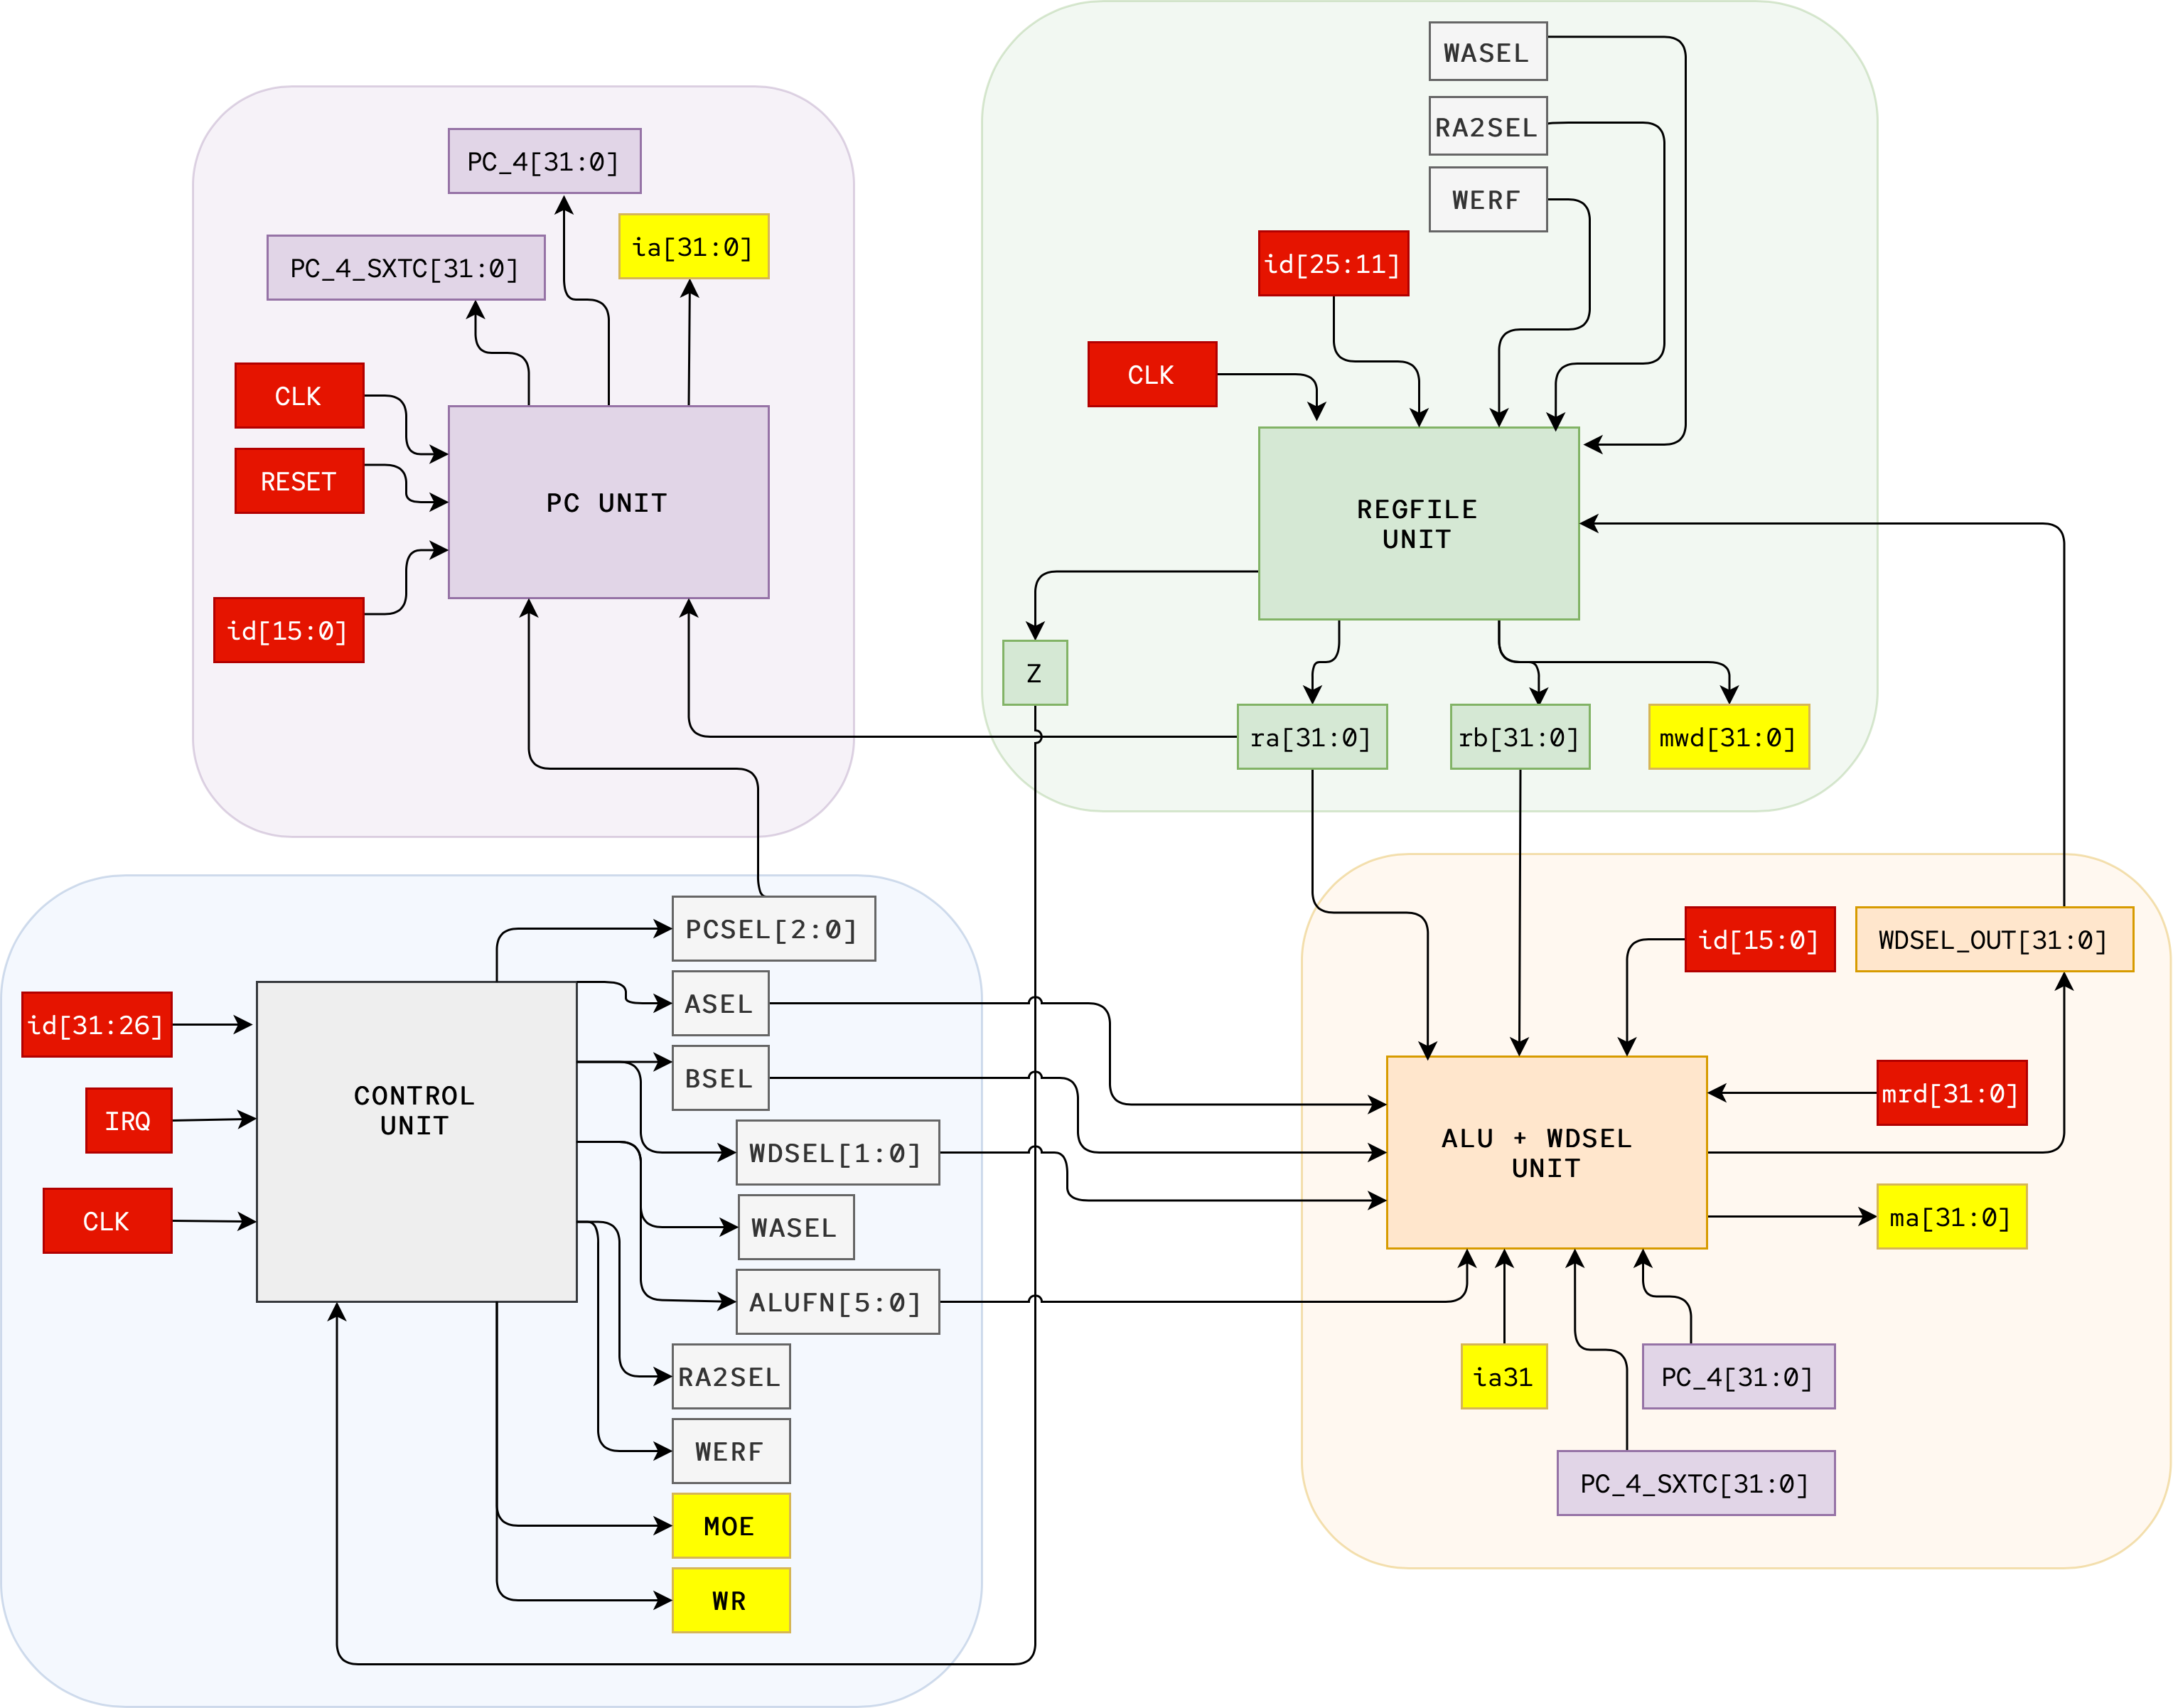 PC_4[31:0]
ia[31:0]
PC_4_SXTC[31:0]
CLK
RESET
id[15:0]
PC UNIT
WASEL
RA2SEL
WERF
id[25:11]
CLK
REGFILE
UNIT
Z
ra[31:0]
rb[31:0]
mwd[31:0]
id[31:26]
IRQ
CLK
CONTROL
UNIT
PCSEL[2:0]
ASEL
BSEL
WDSEL[1:0]
WASEL
ALUFN[5:0]
RA2SEL
WERF
MOE
WR
id[15:0]
WDSEL_OUT[31:0]
mrd[31:0]
ALU + WDSEL
UNIT
ma[31:0]
ia31
PC_4[31:0]
PC_4_SXTC[31:0]